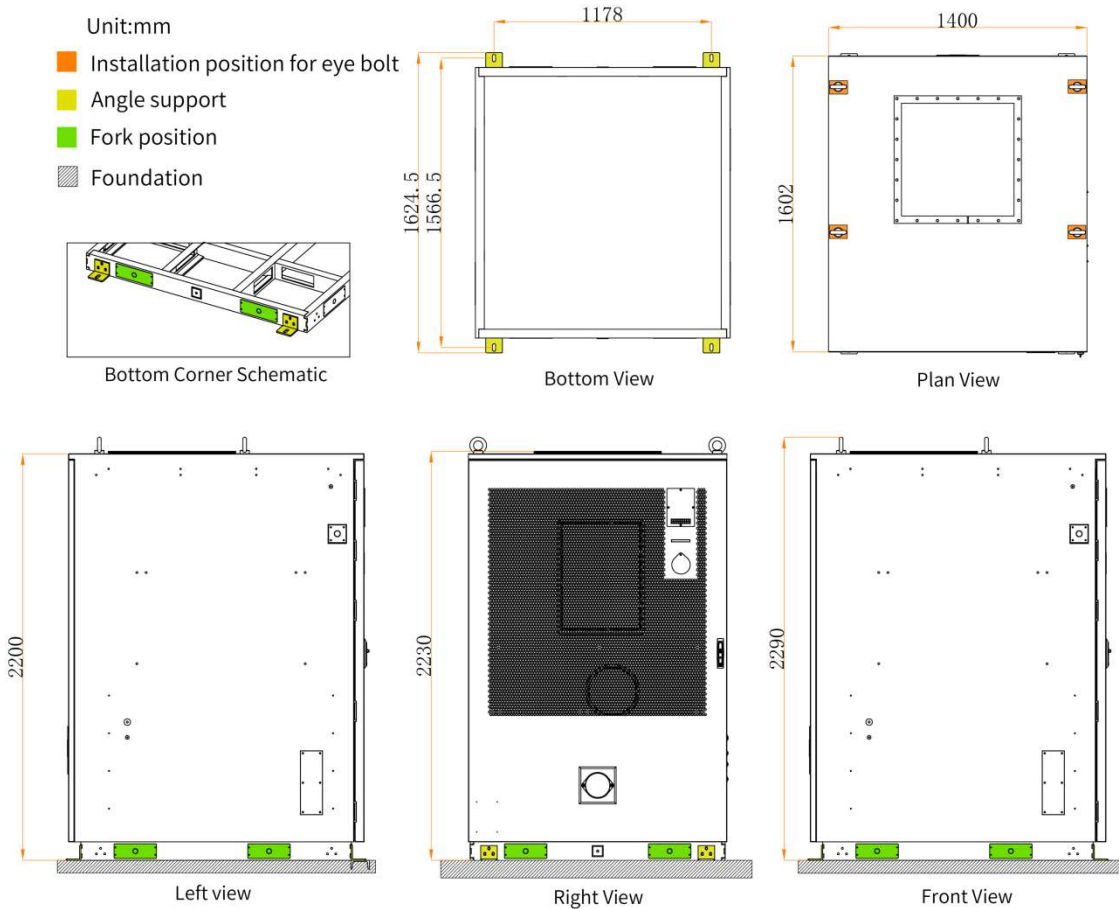 Unit:mm
Installation position for eye bolt
Angle support
Fork position
Foundation
Bottom Corner Schematic
1178
1624.5
1566.5
Bottom View
1400
1602
Plan View
2200
Left view
2230
Right View
2290
Front View